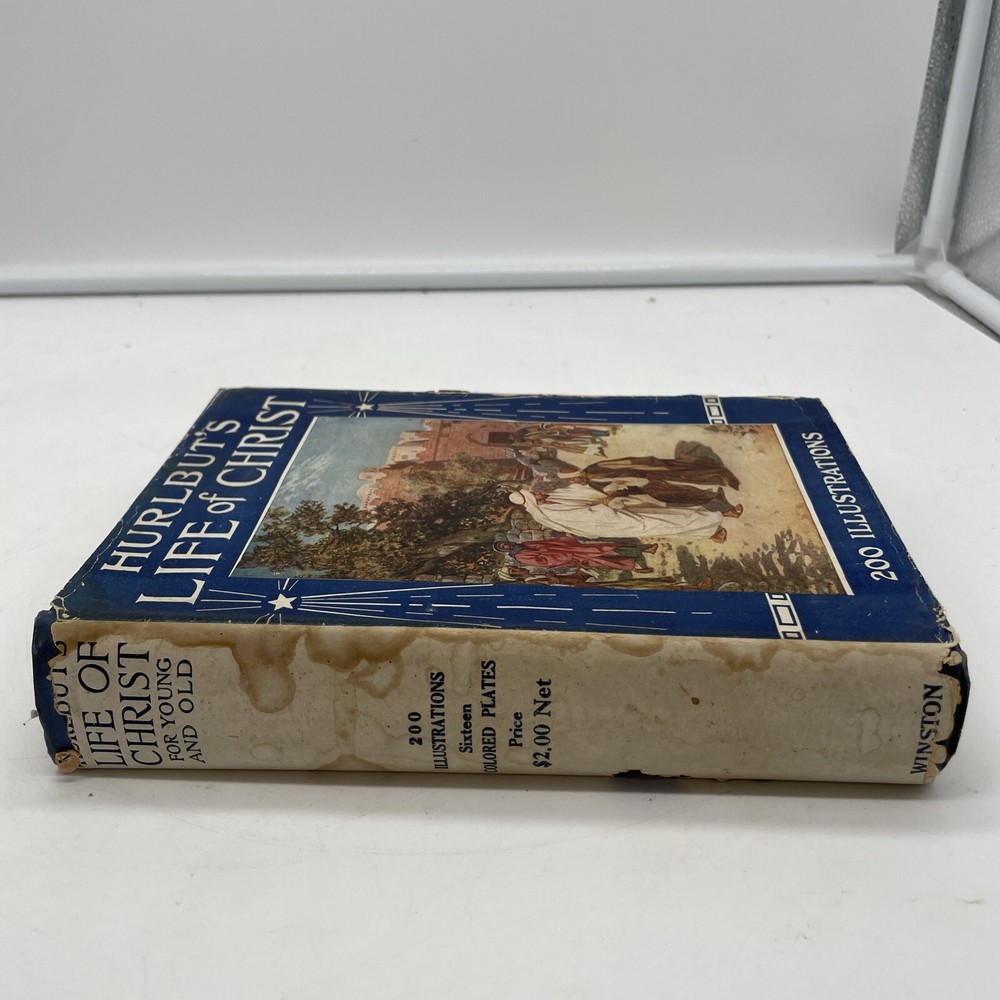 HURLBUT'S
LIFE of CHRIST
200 ILLUSTRATIONS
LIFE OF
CHRIST
FOR YOUNG
AND OLD
200
ILLUSTRATIONS
Sixteen
COLORED PLATES
Price
$2.00 Net
WINSTON